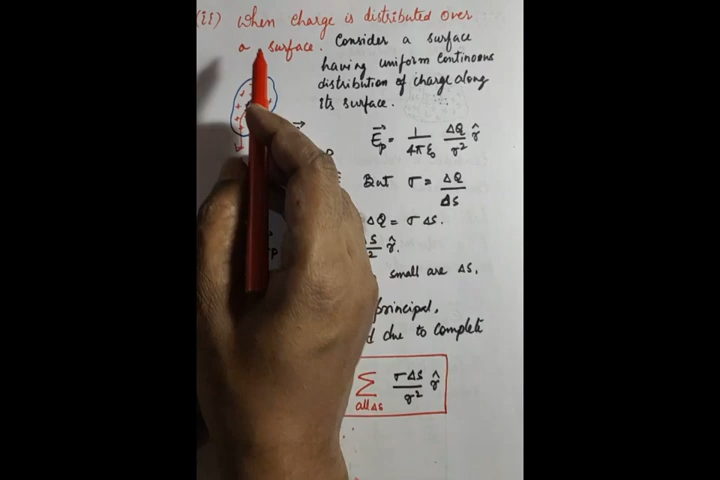 (ii) When charge is distributed over
a surface. Consider a surface
having uniform continuous
distribution of charge along
its surface.
+ + + + + + +
E⃗p = 1/4πε₀ ΔQ/r² r̂
But σ = ΔQ/ΔS
ΔQ = σ ΔS.
r̂.
small are ΔS,
principal,
due to complete
∑ all ΔS σΔS/r² r̂